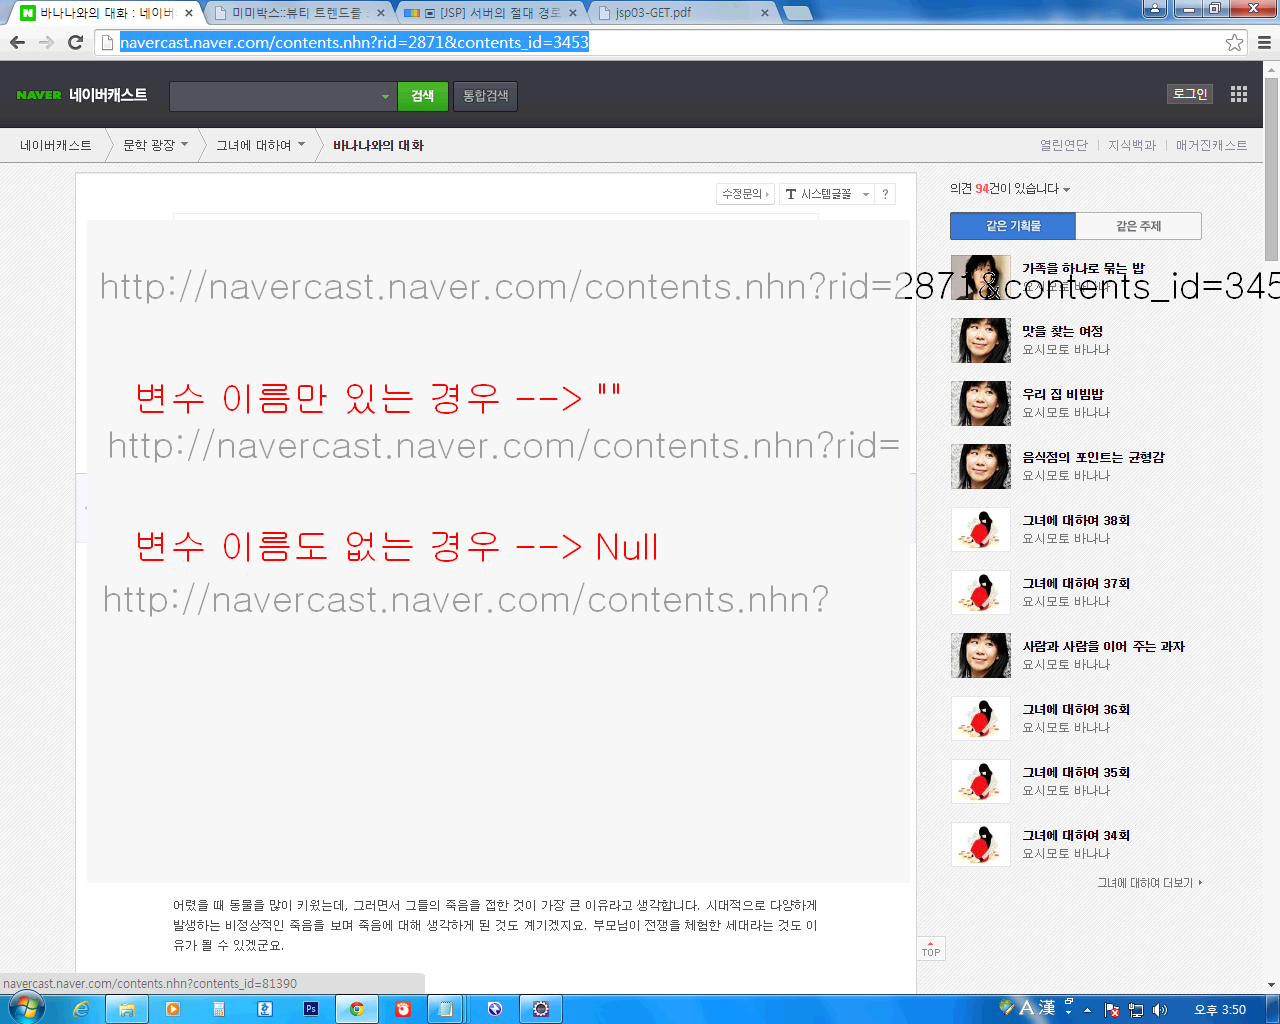 바나나와의 대화 : 네이버
미미박스::뷰티 트렌드를
[JSP] 서버의 절대 경로
jsp03-GET.pdf
navercast.naver.com/contents.nhn?rid=2871&contents_id=3453
NAVER 네이버캐스트
검색
통합검색
로그인
네이버캐스트
문학 광장
그녀에 대하여
바나나와의 대화
열린연단
지식백과
매거진캐스트
수정문의
T 시스템글꼴
?
http://navercast.naver.com/contents.nhn?rid=2871&contents_id=345
변수 이름만 있는 경우 --> ""
http://navercast.naver.com/contents.nhn?rid=
변수 이름도 없는 경우 --> Null
http://navercast.naver.com/contents.nhn?
어렸을 때 동물을 많이 키웠는데, 그러면서 그들의 죽음을 접한 것이 가장 큰 이유라고 생각합니다. 시대적으로 다양하게
발생하는 비정상적인 죽음을 보며 죽음에 대해 생각하게 된 것도 계기겠지요. 부모님이 전쟁을 체험한 세대라는 것도 이
유가 될 수 있겠군요.
의견 94건이 있습니다
같은 기획물
같은 주제
가족을 하나로 묶는 밥
요시모토 바나나
맛을 찾는 여정
요시모토 바나나
우리 집 비빔밥
요시모토 바나나
음식점의 포인트는 균형감
요시모토 바나나
그녀에 대하여 38회
요시모토 바나나
그녀에 대하여 37회
요시모토 바나나
사람과 사람을 이어 주는 과자
요시모토 바나나
그녀에 대하여 36회
요시모토 바나나
그녀에 대하여 35회
요시모토 바나나
그녀에 대하여 34회
요시모토 바나나
그녀에 대하여 더보기
TOP
navercast.naver.com/contents.nhn?contents_id=81390
Ps
A 漢
오후 3:50